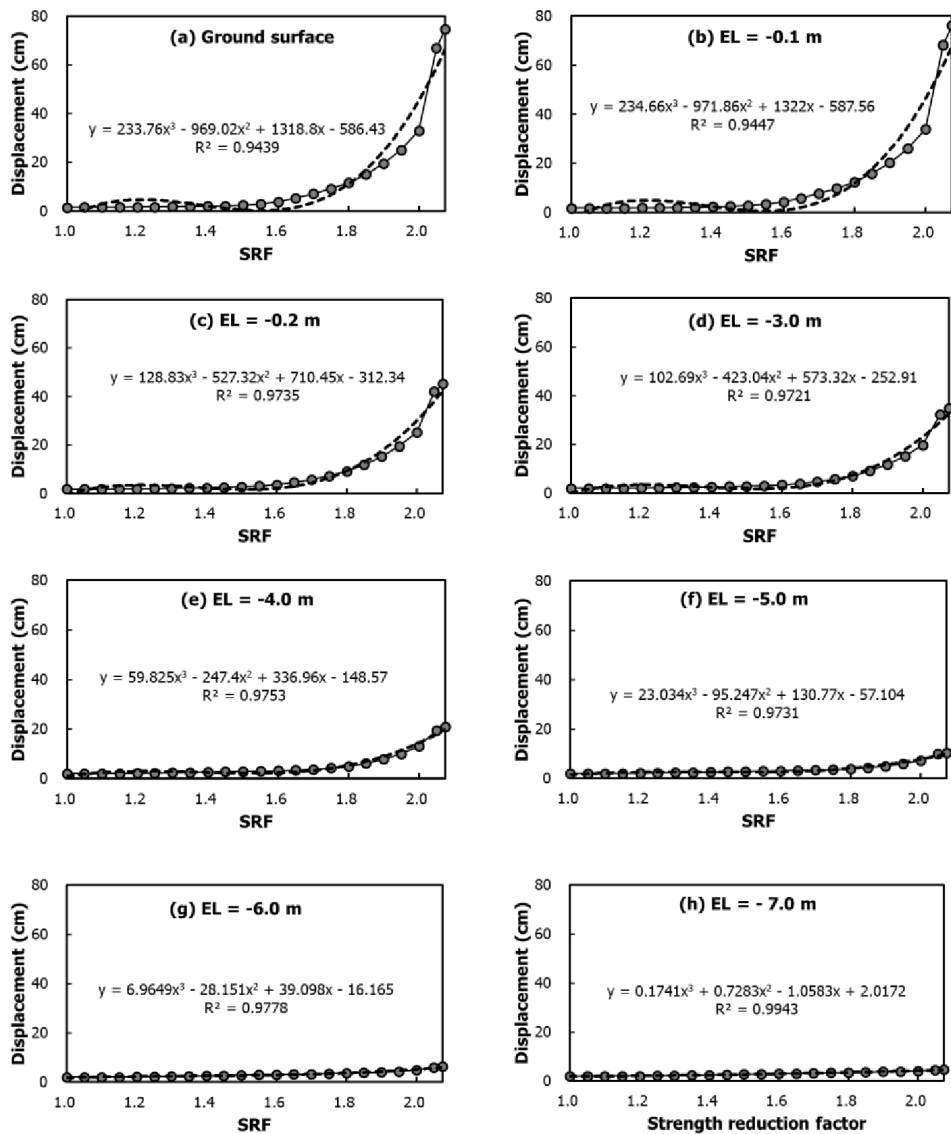 (a) Ground surface
Displacement (cm)
80
60
40
20
0
y = 233.76x³ - 969.02x² + 1318.8x - 586.43
R² = 0.9439
1.0 1.2 1.4 1.6 1.8 2.0
SRF
(b) EL = -0.1 m
Displacement (cm)
80
60
40
20
0
y = 234.66x³ - 971.86x² + 1322x - 587.56
R² = 0.9447
1.0 1.2 1.4 1.6 1.8 2.0
SRF
(c) EL = -0.2 m
Displacement (cm)
80
60
40
20
0
y = 128.83x³ - 527.32x² + 710.45x - 312.34
R² = 0.9735
1.0 1.2 1.4 1.6 1.8 2.0
SRF
(d) EL = -3.0 m
Displacement (cm)
80
60
40
20
0
y = 102.69x³ - 423.04x² + 573.32x - 252.91
R² = 0.9721
1.0 1.2 1.4 1.6 1.8 2.0
SRF
(e) EL = -4.0 m
Displacement (cm)
80
60
40
20
0
y = 59.825x³ - 247.4x² + 336.96x - 148.57
R² = 0.9753
1.0 1.2 1.4 1.6 1.8 2.0
SRF
(f) EL = -5.0 m
Displacement (cm)
80
60
40
20
0
y = 23.034x³ - 95.247x² + 130.77x - 57.104
R² = 0.9731
1.0 1.2 1.4 1.6 1.8 2.0
SRF
(g) EL = -6.0 m
Displacement (cm)
80
60
40
20
0
y = 6.9649x³ - 28.151x² + 39.098x - 16.165
R² = 0.9778
1.0 1.2 1.4 1.6 1.8 2.0
SRF
(h) EL = - 7.0 m
Displacement (cm)
80
60
40
20
0
y = 0.1741x³ + 0.7283x² - 1.0583x + 2.0172
R² = 0.9943
1.0 1.2 1.4 1.6 1.8 2.0
Strength reduction factor